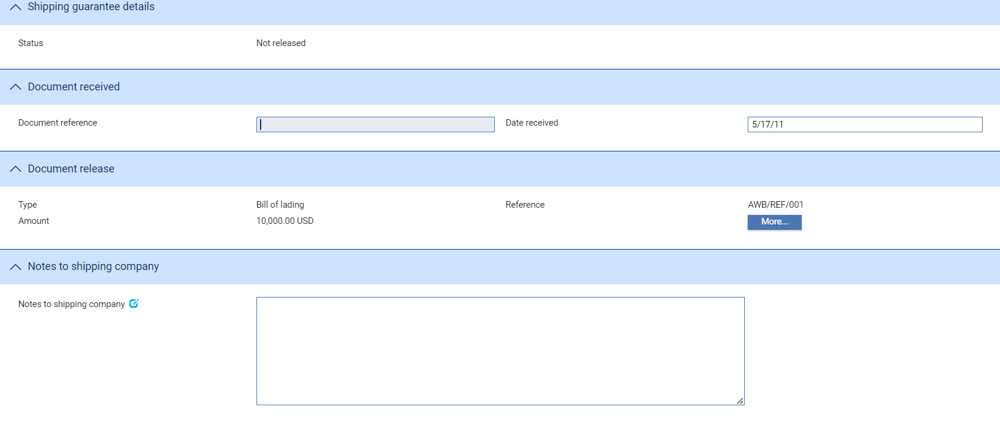 Shipping guarantee details
Status Not released
Document received
Document reference Date received 5/17/11
Document release
Type Bill of lading Reference AWB/REF/001
Amount 10,000.00 USD More...
Notes to shipping company
Notes to shipping company